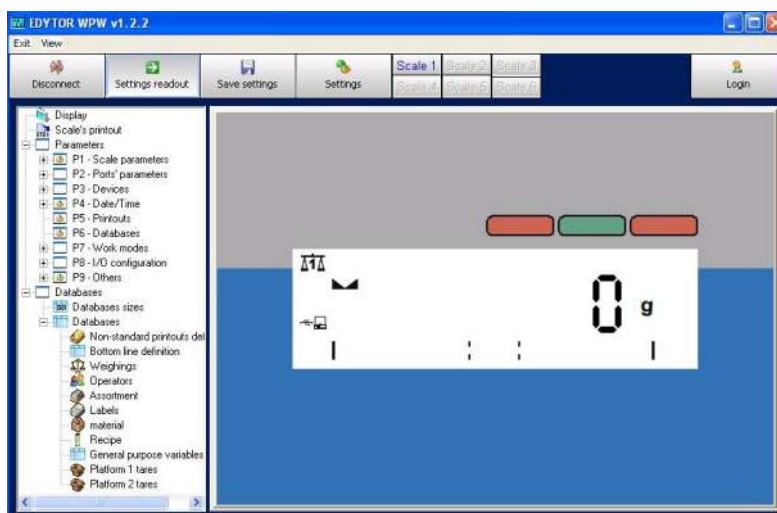 EDYTOR WPW v1.2.2
Exit View
Disconnect Settings readout Save settings Settings Scale 1 Scale 2 Scale 3 Login
Scale 4 Scale 5 Scale 6
Display
Scale's printout
Parameters
P1 - Scale parameters
P2 - Ports' parameters
P3 - Devices
P4 - Date/Time
P5 - Printouts
P6 - Databases
P7 - Work modes
P8 - I/O configuration
P9 - Others
Databases
Databases sizes
Databases
Non-standard printouts del
Bottom line definition
Weighings
Operators
Assortment
Labels
material
Recipe
General purpose variables
Platform 1 tares
Platform 2 tares
1
0 g